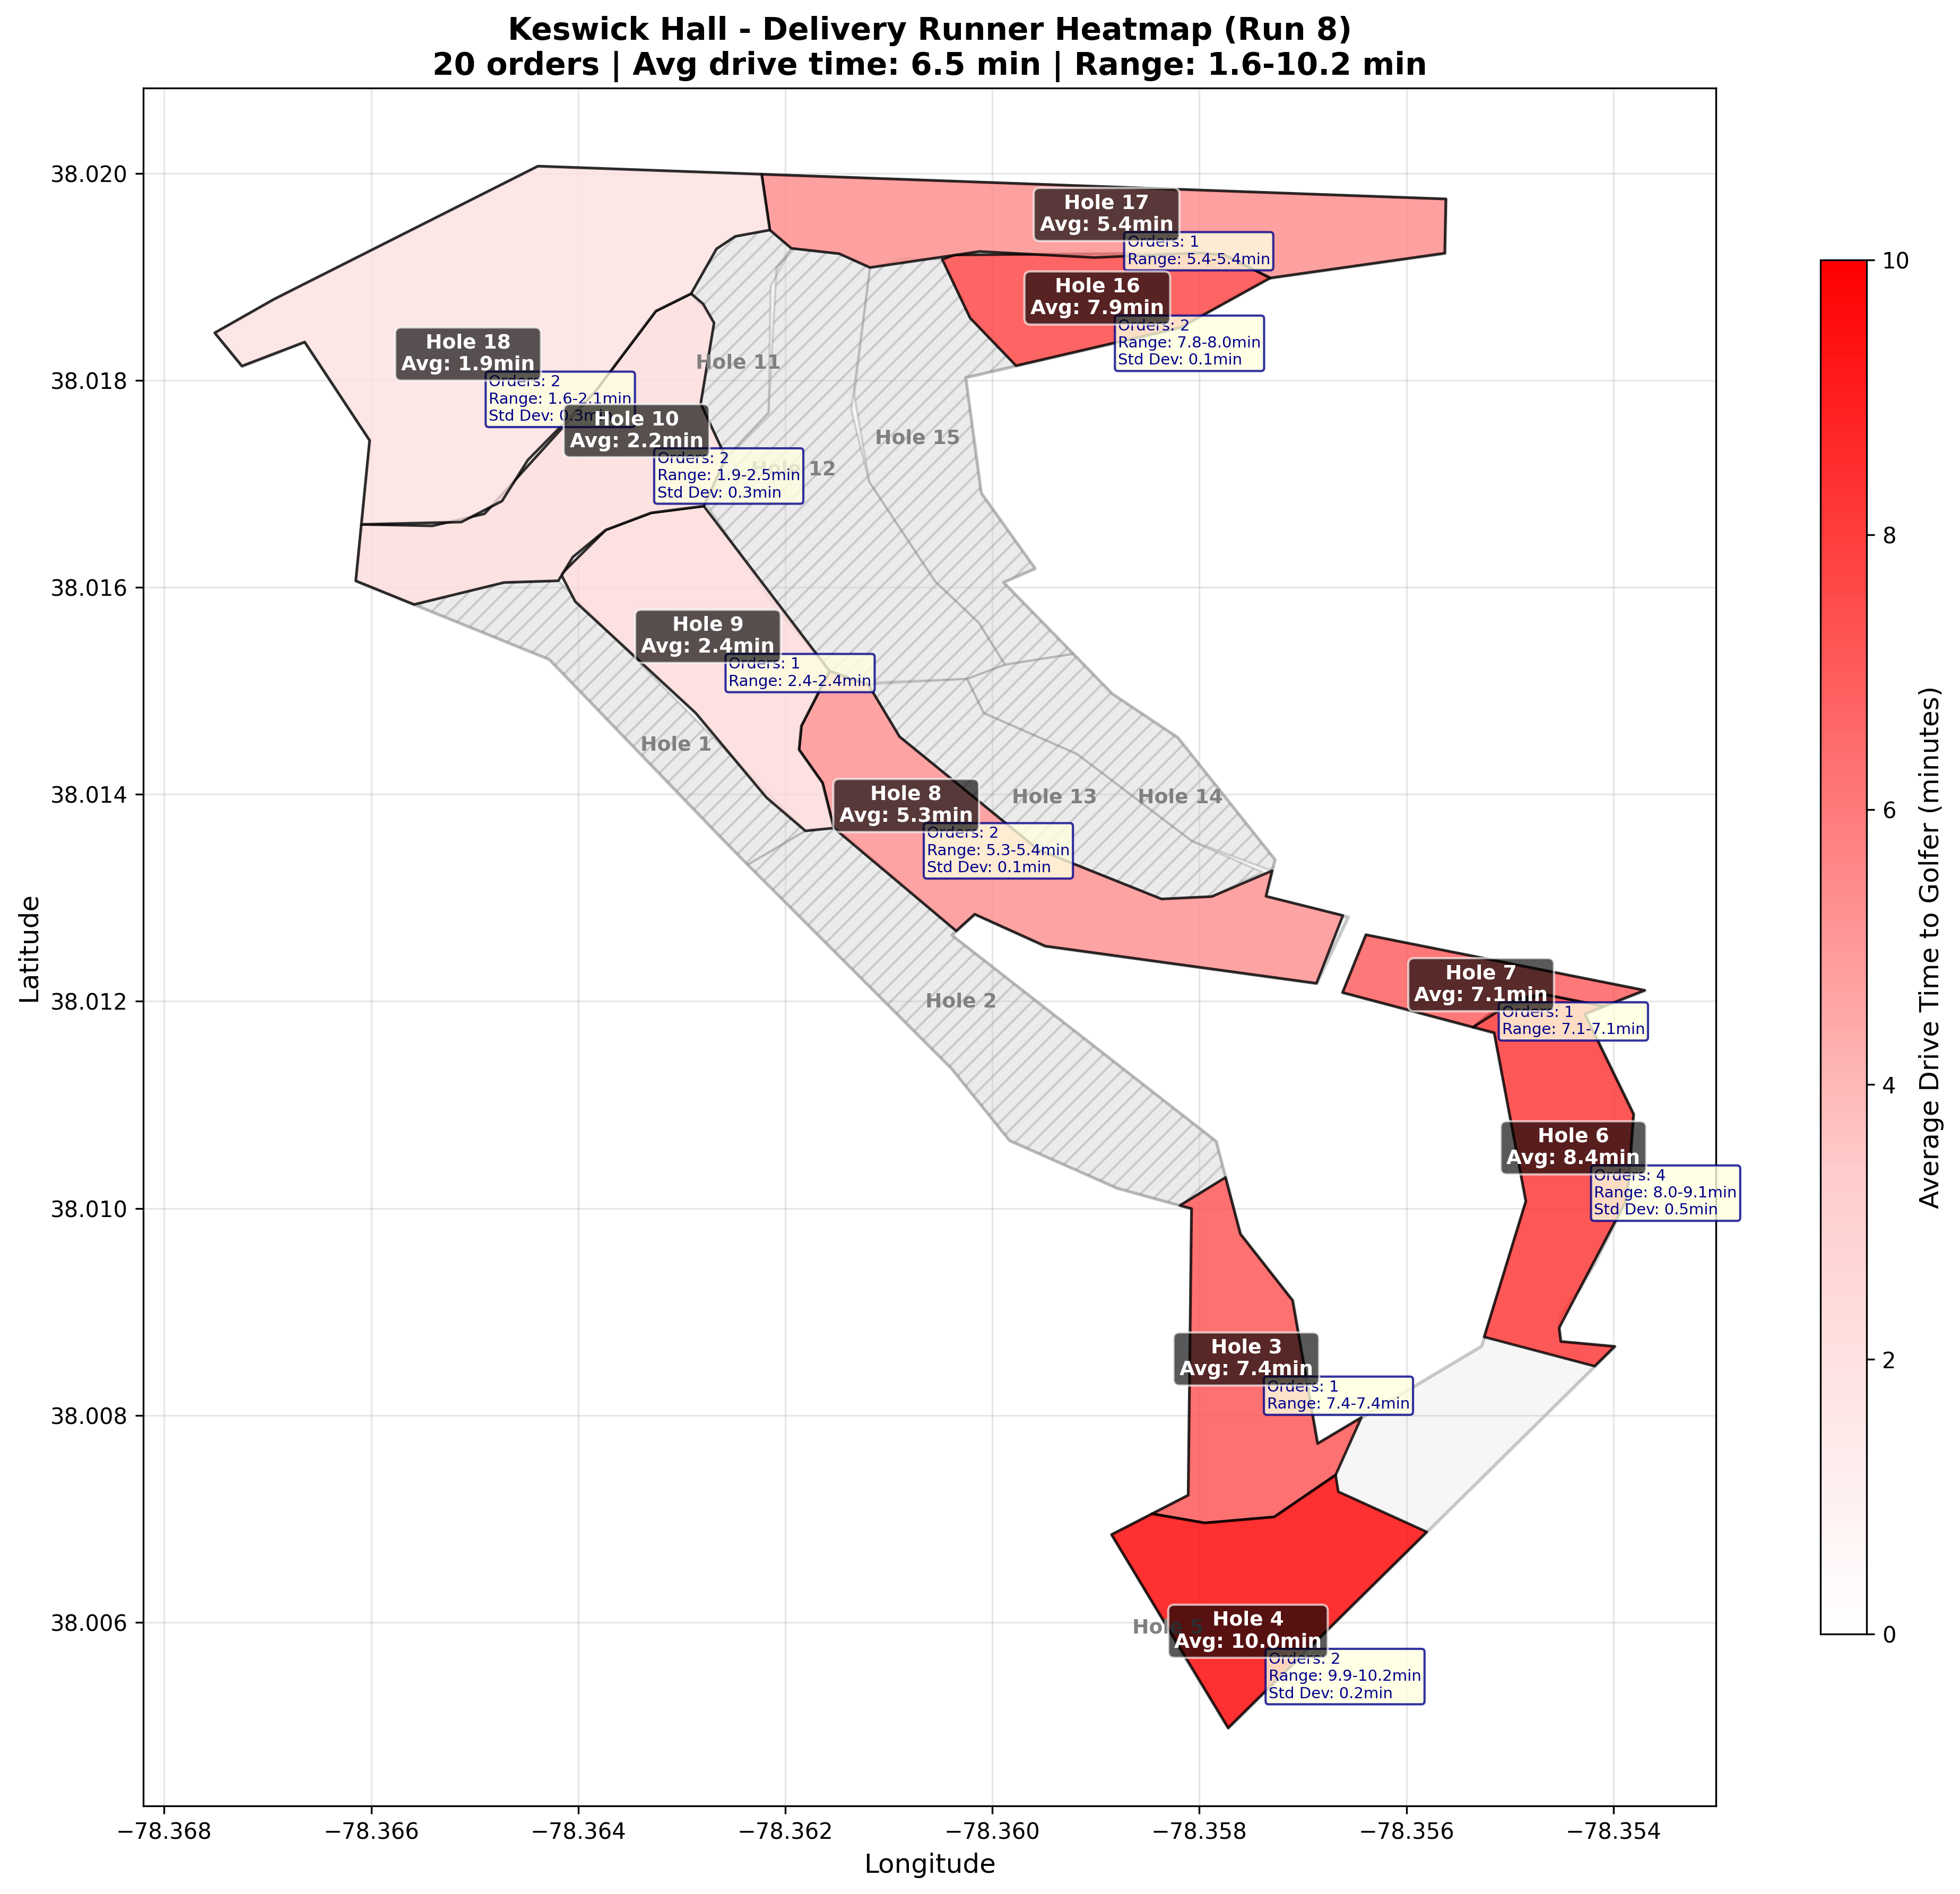 Keswick Hall - Delivery Runner Heatmap (Run 8)
20 orders | Avg drive time: 6.5 min | Range: 1.6-10.2 min
Latitude
38.020
38.018
38.016
38.014
38.012
38.010
38.008
38.006
Hole 17
Avg: 5.4min
Orders: 1
Range: 5.4-5.4min
Hole 16
Avg: 7.9min
Orders: 2
Range: 7.8-8.0min
Std Dev: 0.1min
Hole 18
Avg: 1.9min
Orders: 2
Range: 1.6-2.1min
Std Dev: 0.3min
Hole 11
Hole 10
Avg: 2.2min
Orders: 2
Range: 1.9-2.5min
Std Dev: 0.3min
Hole 12
Hole 15
Hole 9
Avg: 2.4min
Orders: 1
Range: 2.4-2.4min
Hole 1
Hole 8
Avg: 5.3min
Orders: 2
Range: 5.3-5.4min
Std Dev: 0.1min
Hole 13
Hole 14
Hole 2
Hole 7
Avg: 7.1min
Orders: 1
Range: 7.1-7.1min
Hole 6
Avg: 8.4min
Orders: 4
Range: 8.0-9.1min
Std Dev: 0.5min
Hole 3
Avg: 7.4min
Orders: 1
Range: 7.4-7.4min
Hole 5
Hole 4
Avg: 10.0min
Orders: 2
Range: 9.9-10.2min
Std Dev: 0.2min
−78.368
−78.366
−78.364
−78.362
−78.360
−78.358
−78.356
−78.354
Longitude
10
8
6
4
2
0
Average Drive Time to Golfer (minutes)